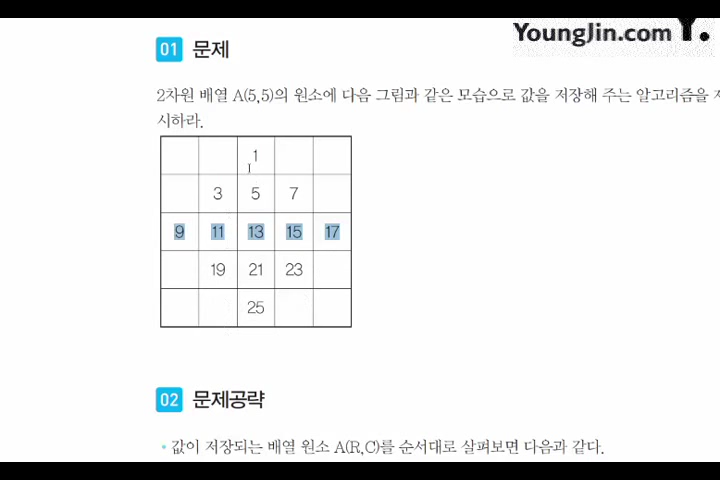 YoungJin.com Y.
01 문제
2차원 배열 A(5,5)의 원소에 다음 그림과 같은 모습으로 값을 저장해 주는 알고리즘을
시하라.
1
3 5 7
9 11 13 15 17
19 21 23
25
02 문제공략
• 값이 저장되는 배열 원소 A(R,C)를 순서대로 살펴보면 다음과 같다.